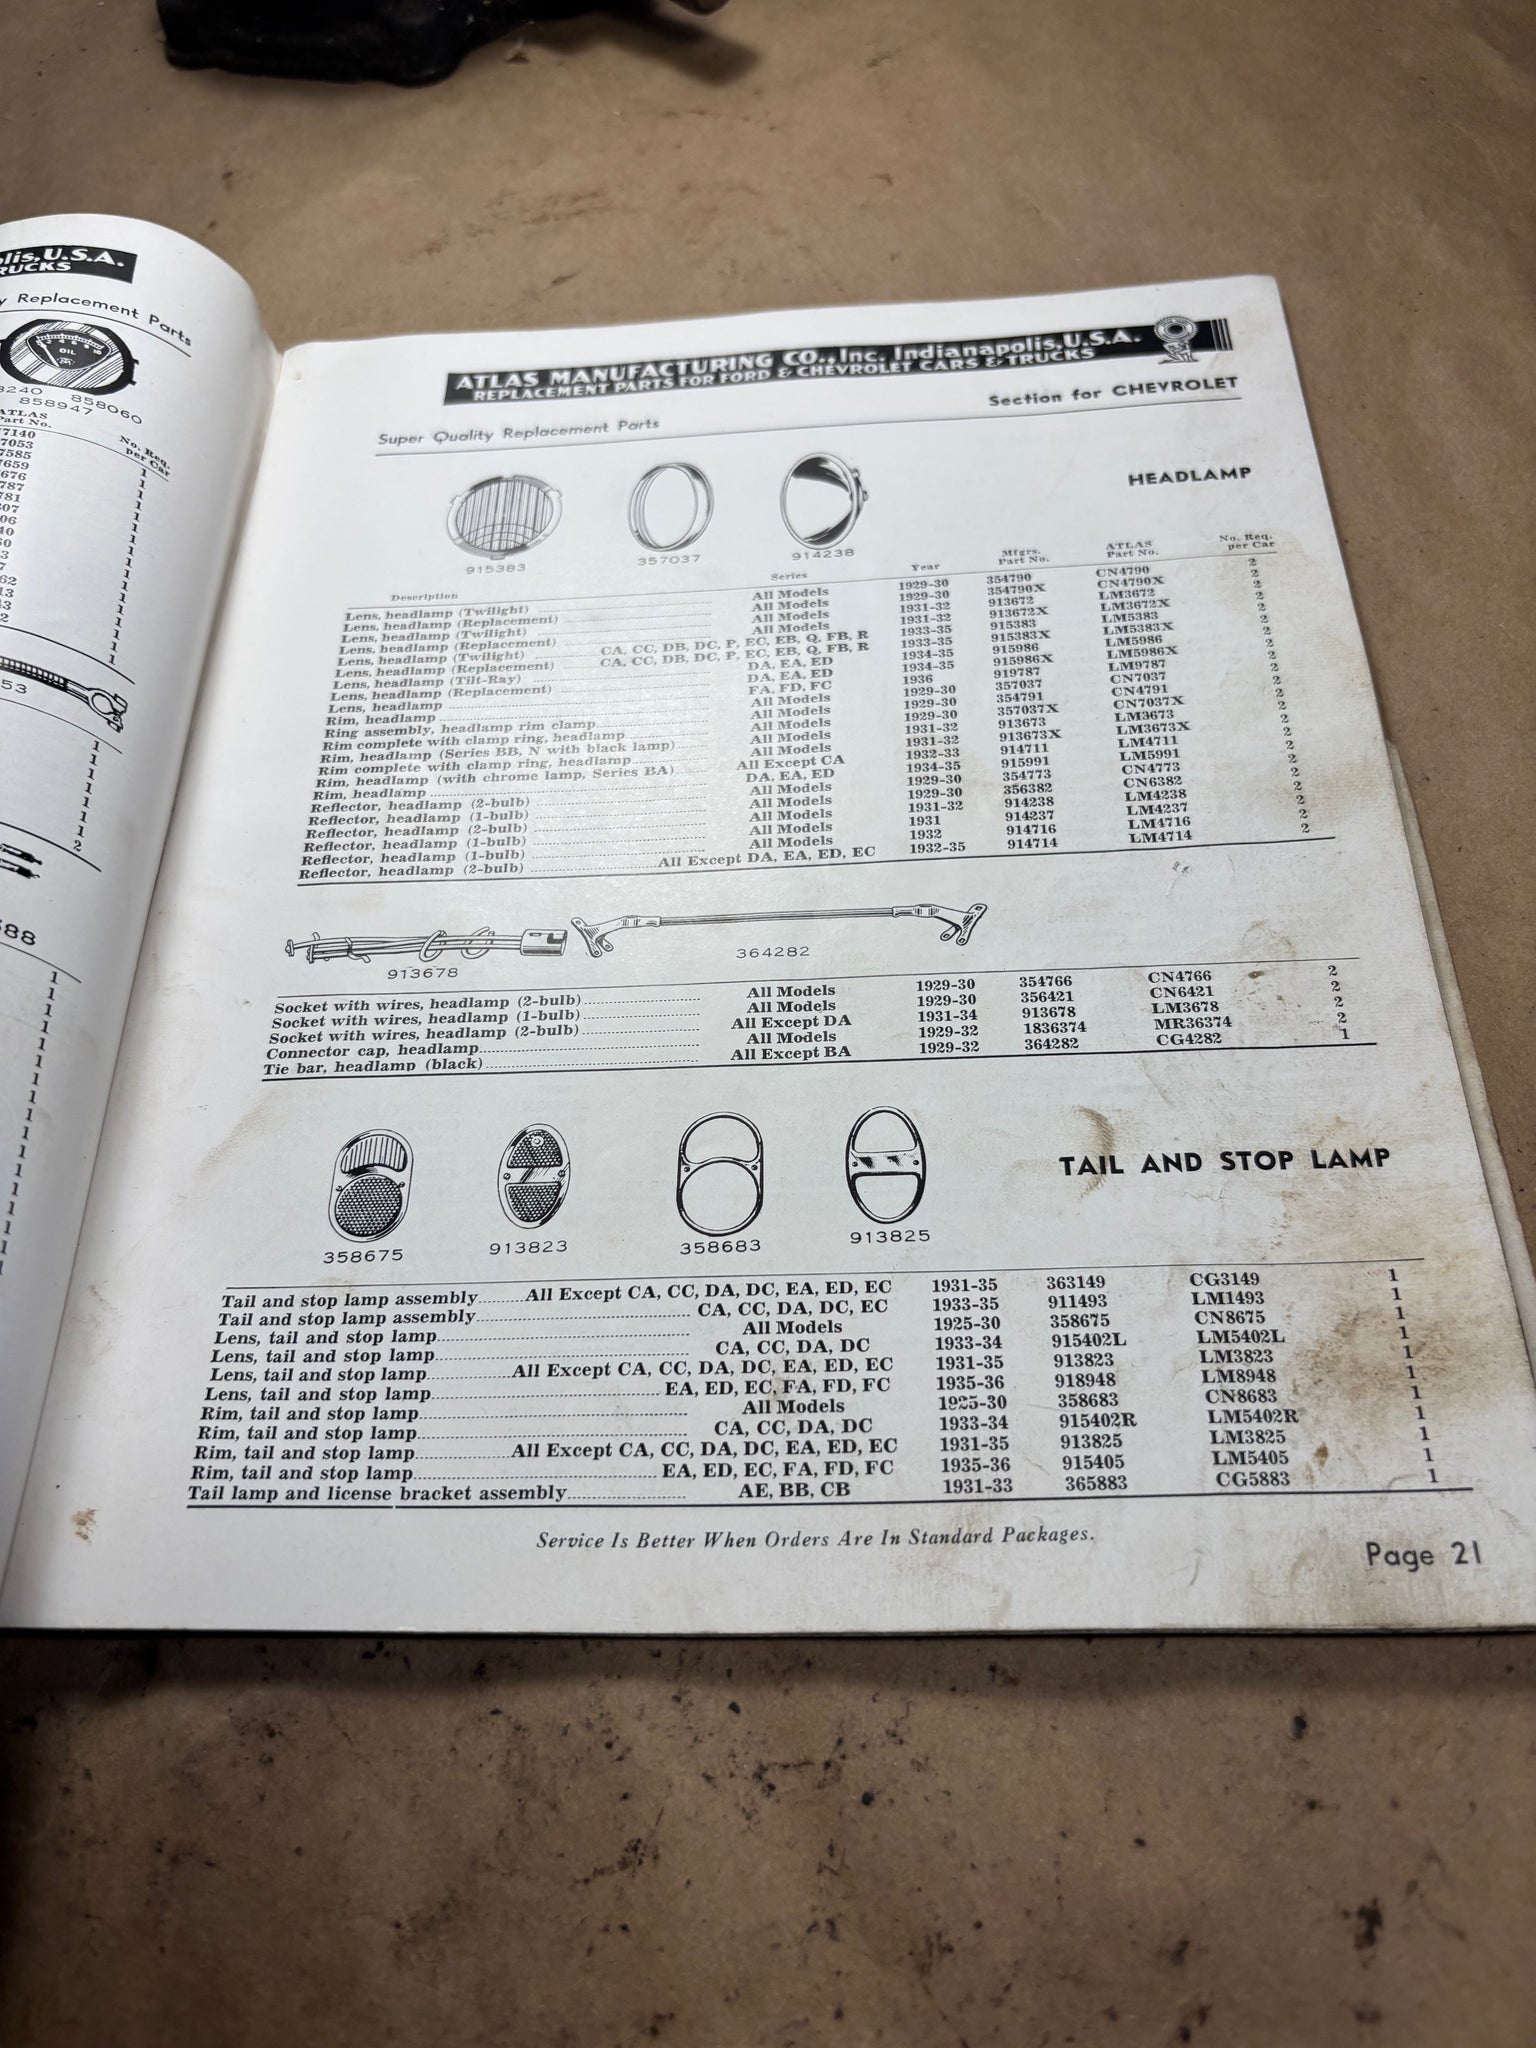 lis, U.S.A.
RUCKS
y Replacement Parts
OIL
3240 858060
858947
ATLAS
Part No.
No. Req.
per Car
7140 1
7053 1
7585 1
7659 1
ATLAS MANUFACTURING CO., Inc. Indianapolis, U.S.A.
REPLACEMENT PARTS FOR FORD & CHEVROLET CARS & TRUCKS
Super Quality Replacement Parts Section for CHEVROLET
HEADLAMP
915383 357037 914238
Description Series Year Mfgrs. Part No. ATLAS Part No. No. Req. per Car
Lens, headlamp (Twilight) All Models 1929-30 354790 CN4790 2
Lens, headlamp (Replacement) All Models 1929-30 354790X CN4790X 2
Lens, headlamp (Twilight) All Models 1931-32 913672 LM3672 2
Lens, headlamp (Replacement) All Models 1931-32 913672X LM3672X 2
Lens, headlamp (Twilight) CA, CC, DB, DC, P, EC, EB, Q, FB, R 1933-35 915383 LM5383 2
Lens, headlamp (Replacement) CA, CC, DB, DC, P, EC, EB, Q, FB, R 1933-35 915383X LM5383X 2
Lens, headlamp (Tilt-Ray) DA, EA, ED 1934-35 915986 LM5986 2
Lens, headlamp (Replacement) DA, EA, ED 1934-35 915986X LM5986X 2
Lens, headlamp FA, FD, FC 1936 919787 LM9787 2
Rim, headlamp All Models 1929-30 357037 CN7037 2
Ring assembly, headlamp rim clamp All Models 1929-30 354791 CN4791 2
Rim complete with clamp ring, headlamp All Models 1929-30 357037X CN7037X 2
Rim, headlamp (Series BB, N with black lamp) All Models 1931-32 913673 LM3673 2
Rim complete with clamp ring, headlamp All Models 1931-32 913673X LM3673X 2
Rim, headlamp (with chrome lamp, Series BA) All Except CA 1932-33 914711 LM4711 2
Rim, headlamp DA, EA, ED 1934-35 915991 LM5991 2
Reflector, headlamp (2-bulb) All Models 1929-30 354773 CN4773 2
Reflector, headlamp (1-bulb) All Models 1929-30 356382 CN6382 2
Reflector, headlamp (2-bulb) All Models 1931-32 914238 LM4238 2
Reflector, headlamp (1-bulb) All Models 1931 914237 LM4237 2
Reflector, headlamp (1-bulb) All Models 1932 914716 LM4716 2
Reflector, headlamp (2-bulb) All Except DA, EA, ED, EC 1932-35 914714 LM4714 2
913678 364282
Socket with wires, headlamp (2-bulb) All Models 1929-30 354766 CN4766 2
Socket with wires, headlamp (1-bulb) All Models 1929-30 356421 CN6421 2
Socket with wires, headlamp (2-bulb) All Except DA 1931-34 913678 LM3678 2
Connector cap, headlamp All Models 1929-32 1836374 MR36374 2
Tie bar, headlamp (black) All Except BA 1929-32 364282 CG4282 1
TAIL AND STOP LAMP
358675 913823 358683 913825
Tail and stop lamp assembly All Except CA, CC, DA, DC, EA, ED, EC 1931-35 363149 CG3149 1
Tail and stop lamp assembly CA, CC, DA, DC, EC 1933-35 911493 LM1493 1
Lens, tail and stop lamp All Models 1925-30 358675 CN8675 1
Lens, tail and stop lamp CA, CC, DA, DC 1933-34 915402L LM5402L 1
Lens, tail and stop lamp All Except CA, CC, DA, DC, EA, ED, EC 1931-35 913823 LM3823 1
Lens, tail and stop lamp EA, ED, EC, FA, FD, FC 1935-36 918948 LM8948 1
Rim, tail and stop lamp All Models 1925-30 358683 CN8683 1
Rim, tail and stop lamp CA, CC, DA, DC 1933-34 915402R LM5402R 1
Rim, tail and stop lamp All Except CA, CC, DA, DC, EA, ED, EC 1931-35 913825 LM3825 1
Rim, tail and stop lamp EA, ED, EC, FA, FD, FC 1935-36 915405 LM5405 1
Tail lamp and license bracket assembly AE, BB, CB 1931-33 365883 CG5883 1
Service Is Better When Orders Are In Standard Packages.
Page 21